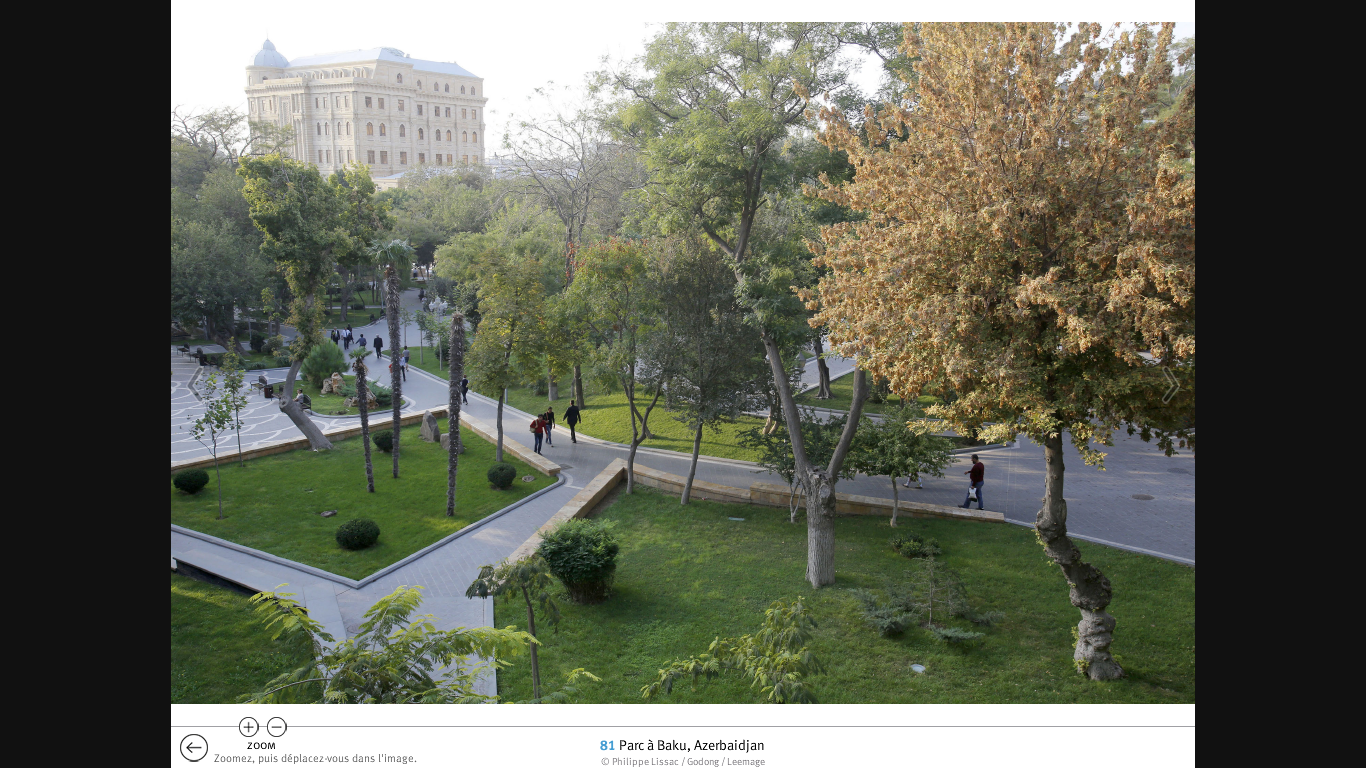 ZOOM
Zoomez, puis déplacez-vous dans l'image.
81 Parc à Baku, Azerbaidjan
© Philippe Lissac / Godong / Leemage